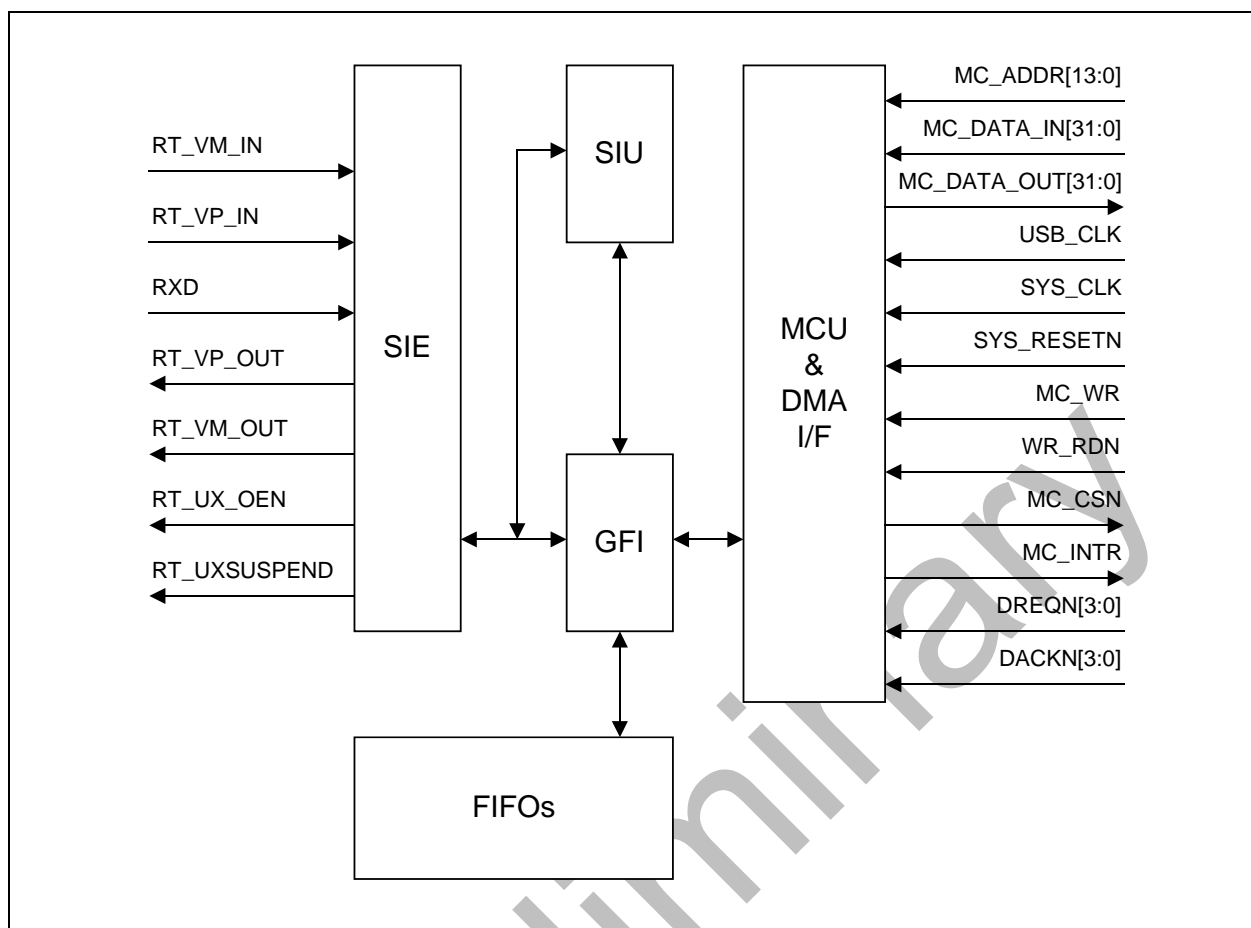 RT_VM_IN
RT_VP_IN
RXD
RT_VP_OUT
RT_VM_OUT
RT_UX_OEN
RT_UXSUSPEND
SIE
SIU
GFI
FIFOs
MCU
&
DMA
I/F
MC_ADDR[13:0]
MC_DATA_IN[31:0]
MC_DATA_OUT[31:0]
USB_CLK
SYS_CLK
SYS_RESETN
MC_WR
WR_RDN
MC_CSN
MC_INTR
DREQN[3:0]
DACKN[3:0]
liminary